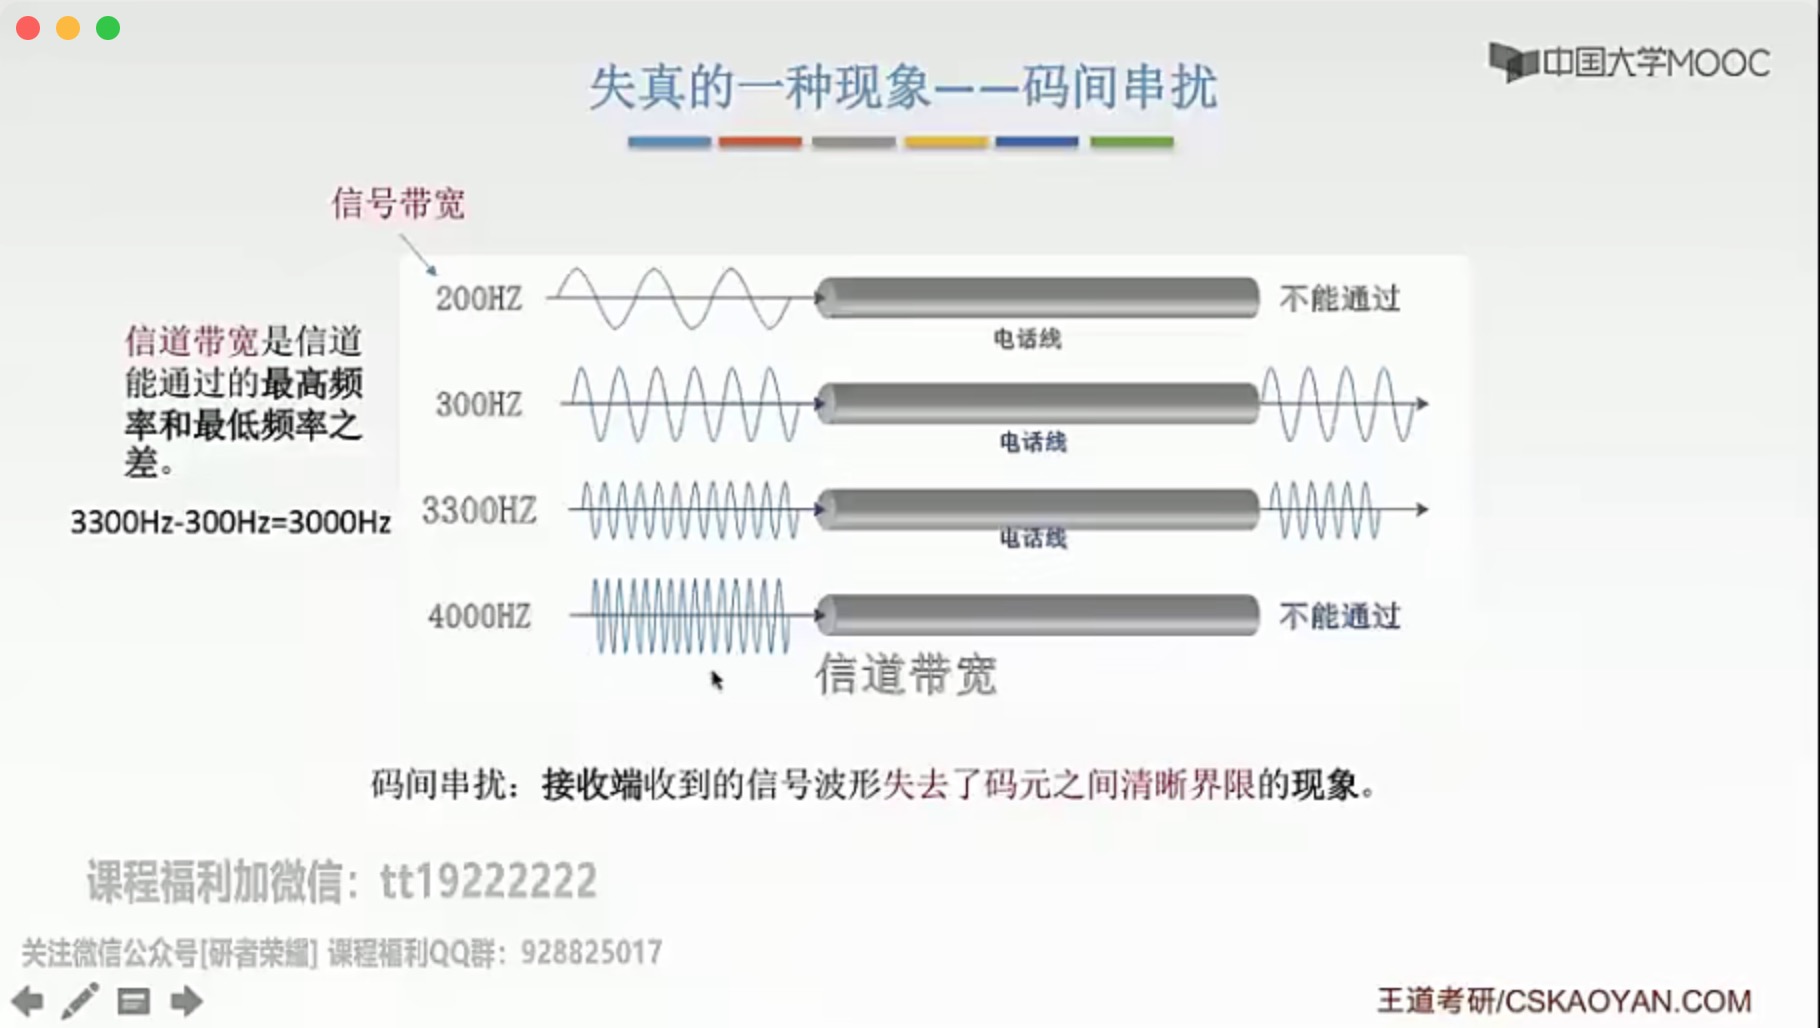 中国大学MOOC
失真的一种现象——码间串扰
信号带宽
200HZ
不能通过
电话线
信道带宽是信道
能通过的最高频
率和最低频率之
差。
3300Hz-300Hz=3000Hz
300HZ
电话线
3300HZ
电话线
4000HZ
不能通过
信道带宽
码间串扰：接收端收到的信号波形失去了码元之间清晰界限的现象。
课程福利加微信：tt19222222
关注微信公众号[研者荣耀] 课程福利QQ群：928825017
王道考研/CSKAOYAN.COM